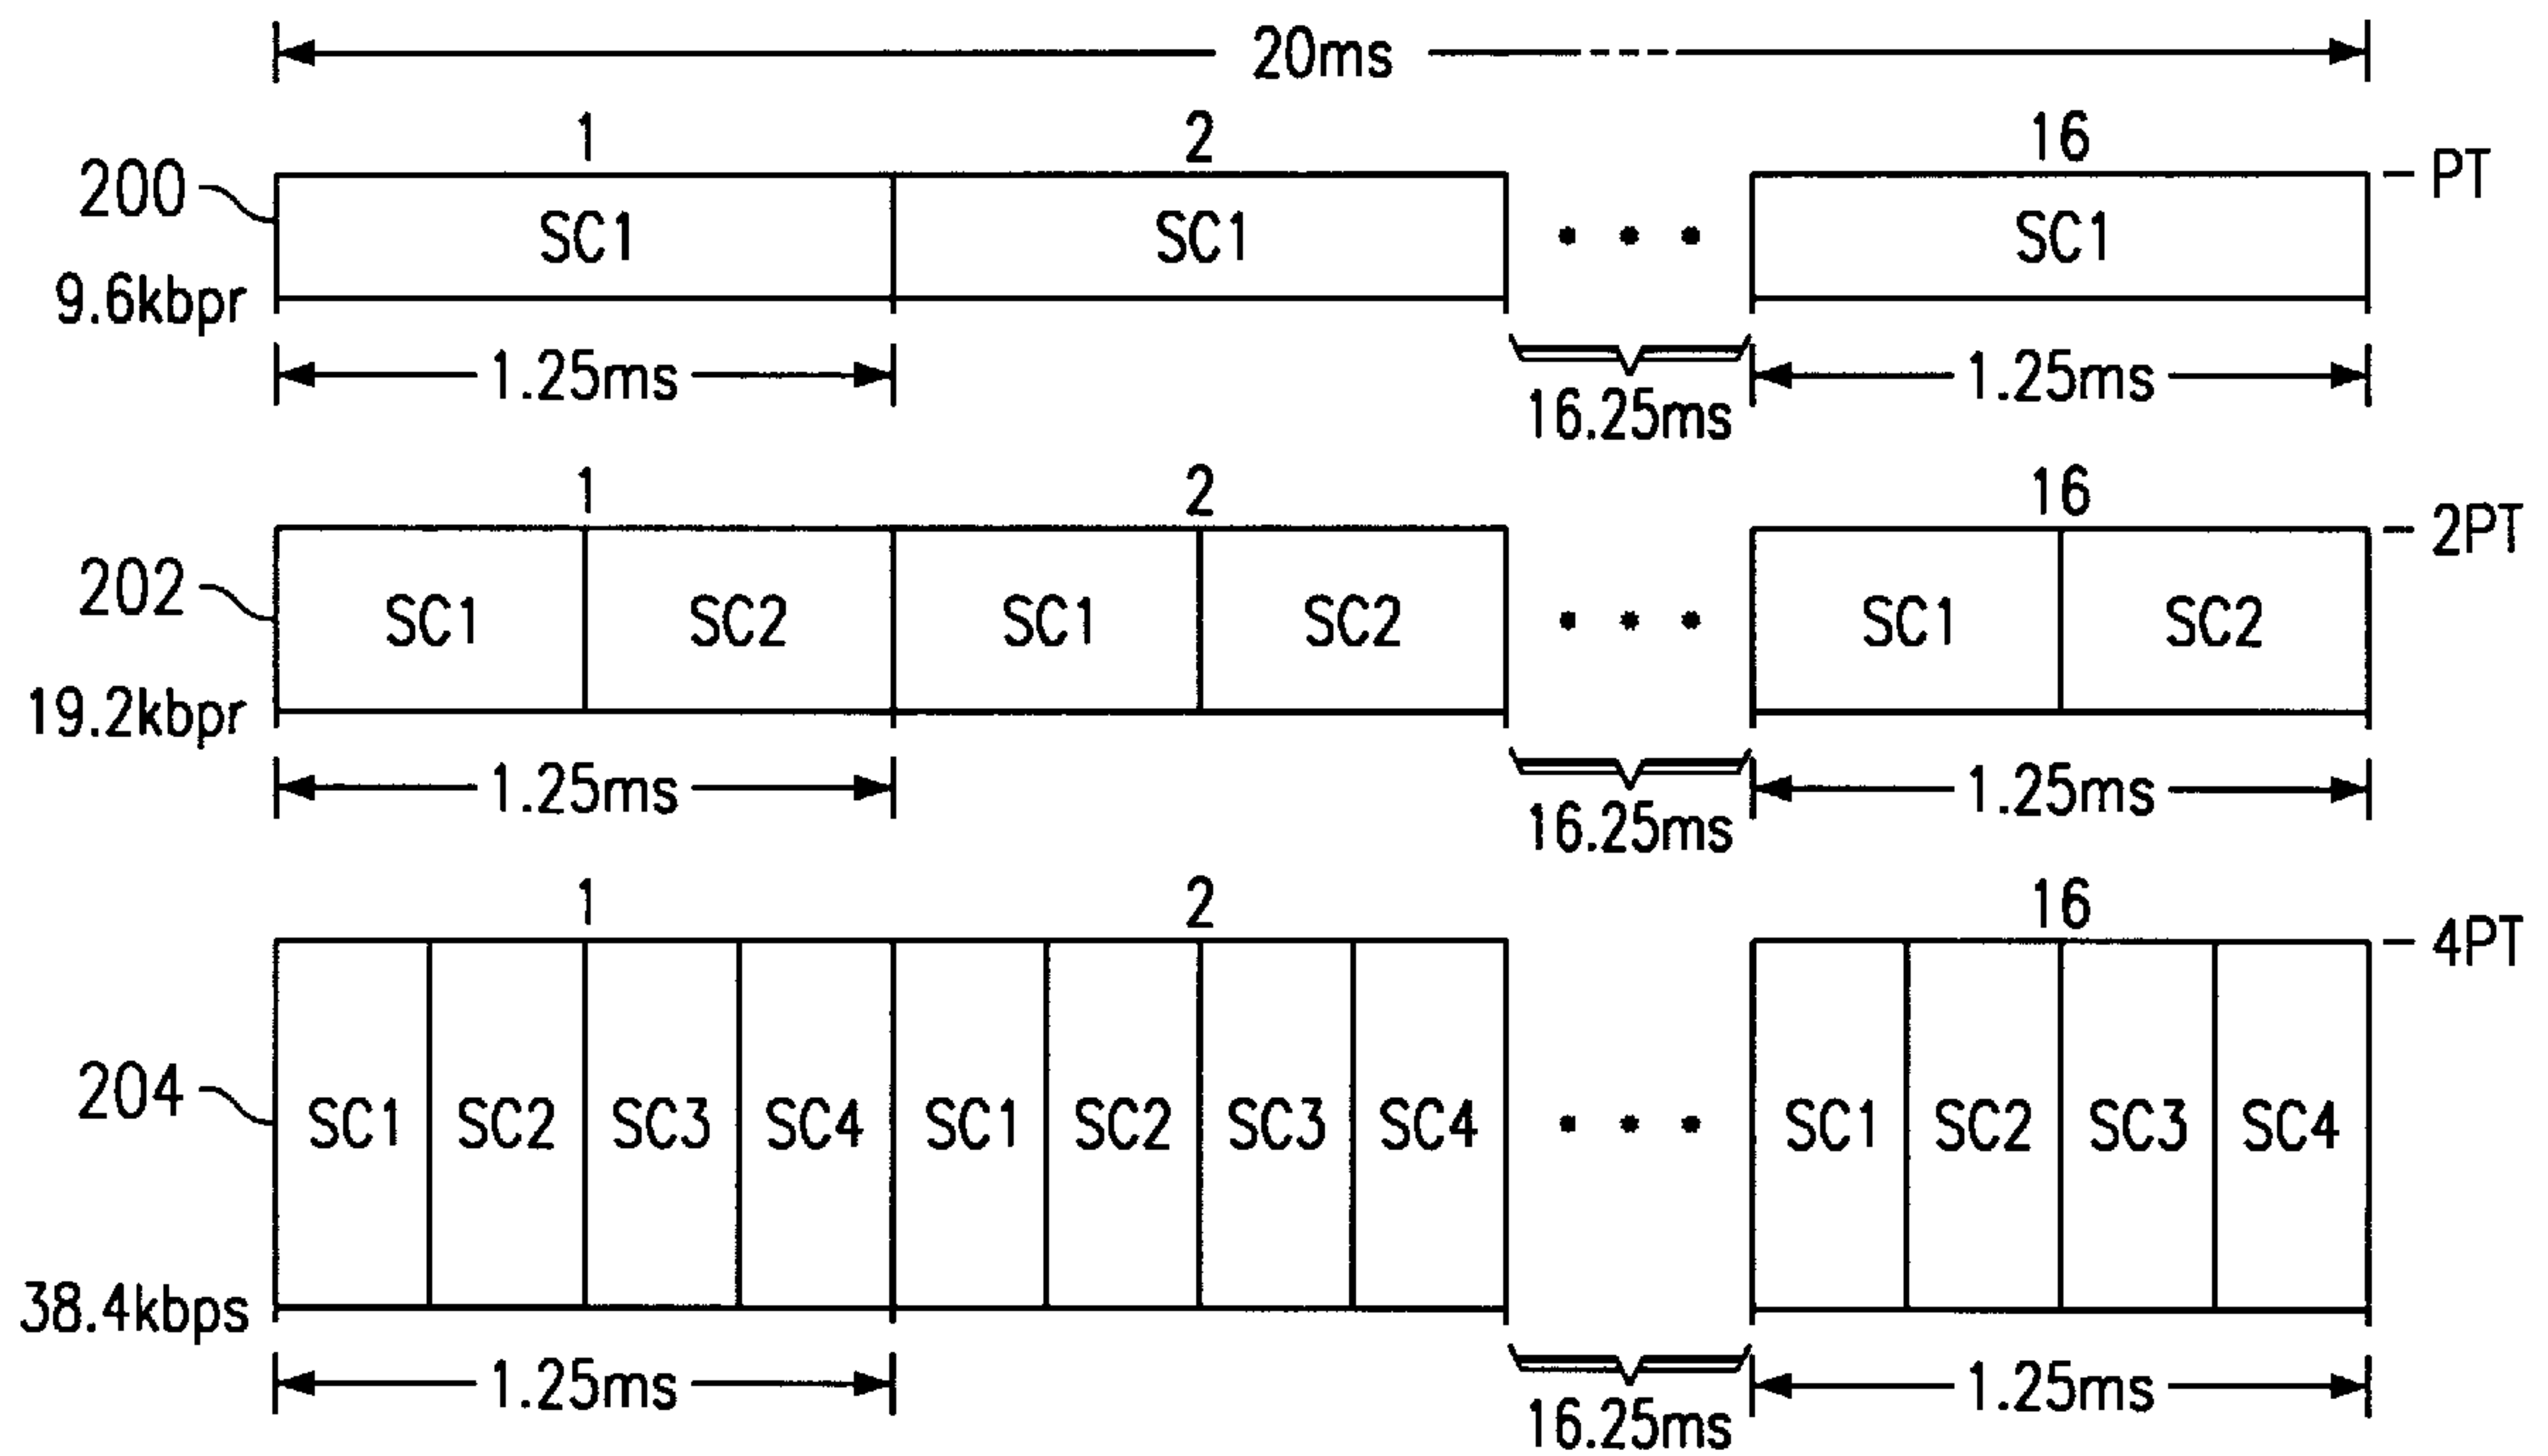 20ms
1 2 16
200 SC1 SC1 SC1 PT
9.6kbpr
1.25ms 16.25ms 1.25ms
1 2 16
202 SC1 SC2 SC1 SC2 SC1 SC2 2PT
19.2kbpr
1.25ms 16.25ms 1.25ms
1 2 16
204 SC1 SC2 SC3 SC4 SC1 SC2 SC3 SC4 SC1 SC2 SC3 SC4 4PT
38.4kbps
1.25ms 16.25ms 1.25ms